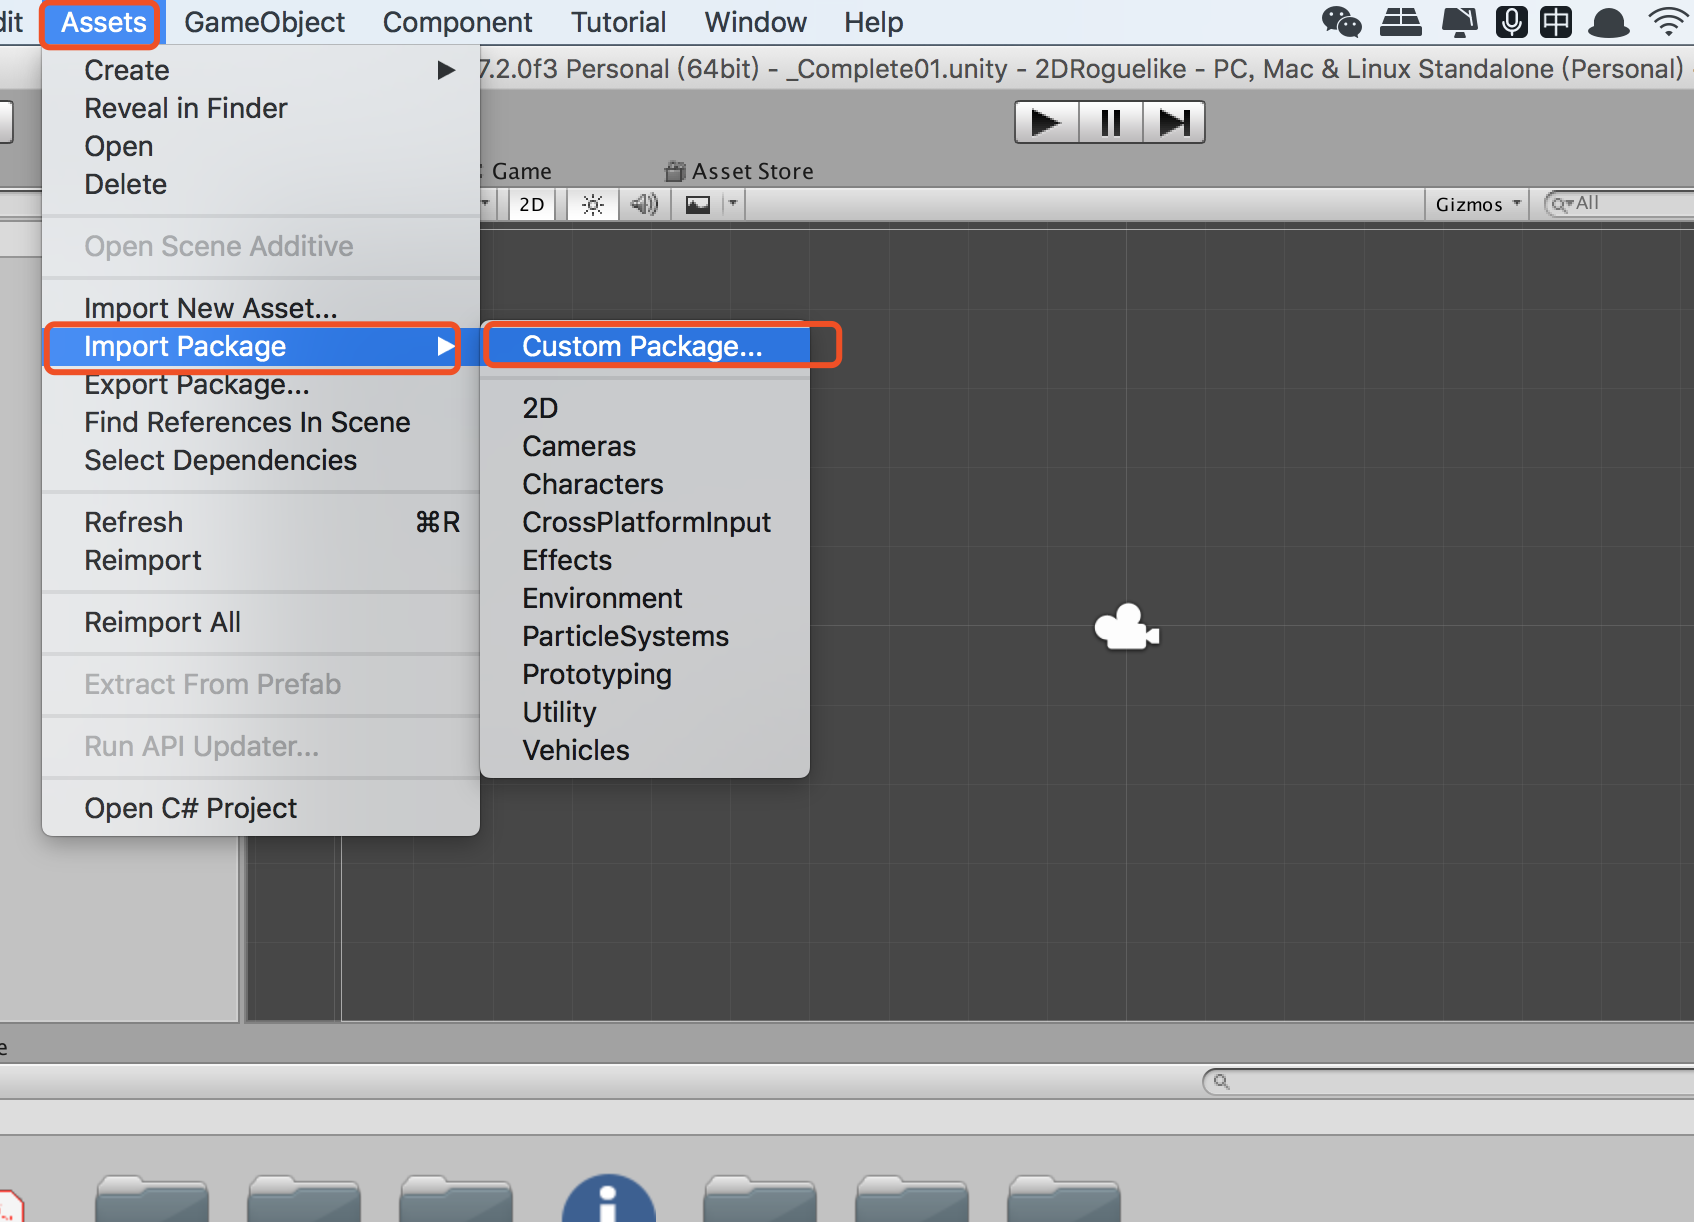 dit Assets GameObject Component Tutorial Window Help 中
7.2.0f3 Personal (64bit) - _Complete01.unity - 2DRoguelike - PC, Mac & Linux Standalone (Personal)
Create
Reveal in Finder
Open
Delete
Open Scene Additive
Import New Asset...
Import Package
Export Package...
Find References In Scene
Select Dependencies
Refresh ⌘R
Reimport
Reimport All
Extract From Prefab
Run API Updater...
Open C# Project
Game Asset Store
2D Gizmos All
Custom Package...
2D
Cameras
Characters
CrossPlatformInput
Effects
Environment
ParticleSystems
Prototyping
Utility
Vehicles
e